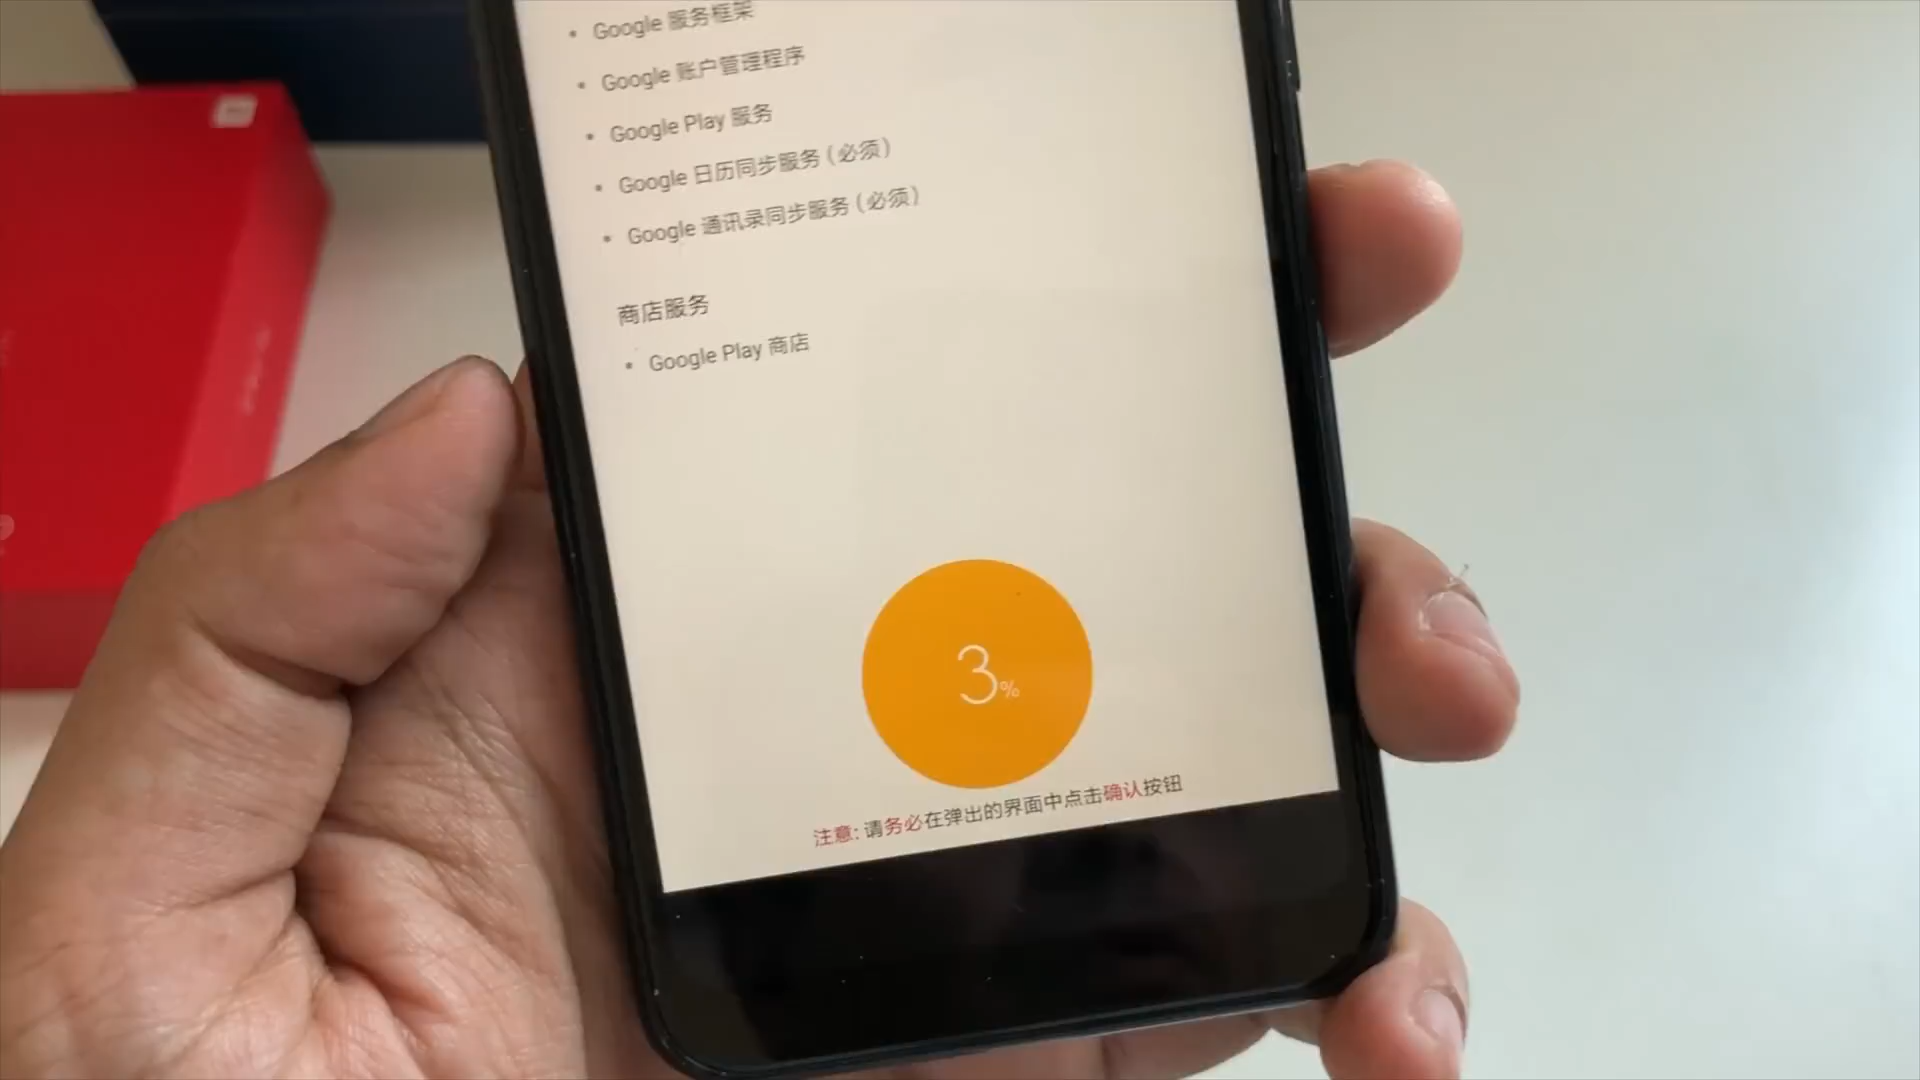 • Google 服务框架
• Google 账户管理程序
• Google Play 服务
• Google 日历同步服务 (必须)
• Google 通讯录同步服务 (必须)
商店服务
• Google Play 商店
3%
注意: 请务必在弹出的界面中点击确认按钮